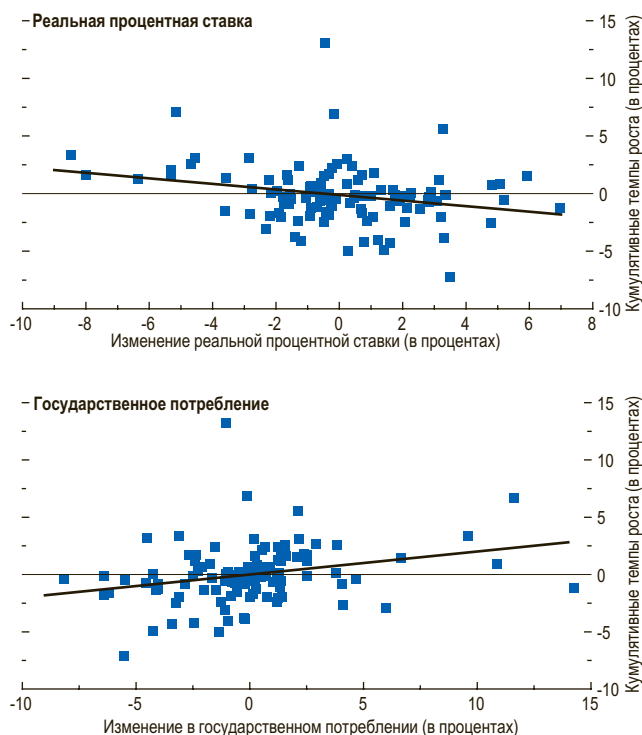 Реальная процентная ставка
15
10
5
0
-5
-10
-10 -8 -6 -4 -2 0 2 4 6 8
Изменение реальной процентной ставки (в процентах)
Кумулятивные темпы роста (в процентах)
Государственное потребление
15
10
5
0
-5
-10
-10 -5 0 5 10 15
Изменение в государственном потреблении (в процентах)
Кумулятивные темпы роста (в процентах)